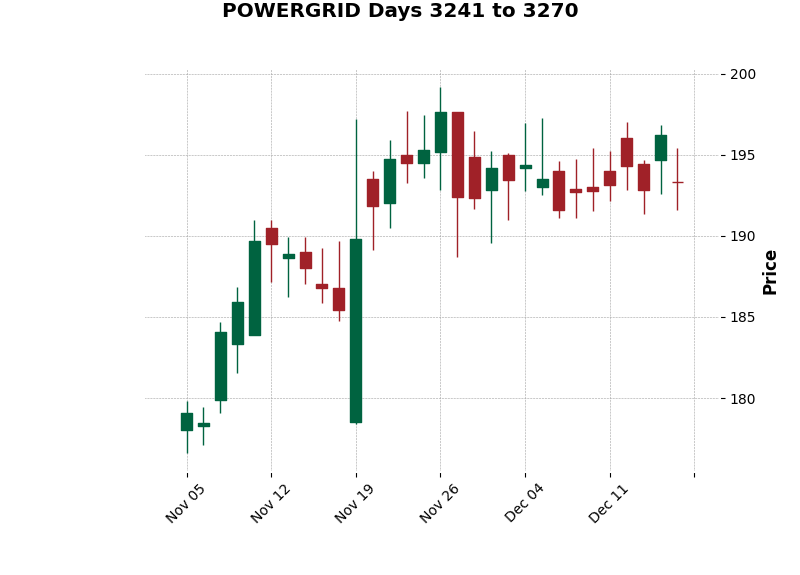 POWERGRID Days 3241 to 3270
200
195
190
185
180
Price
Nov 05
Nov 12
Nov 19
Nov 26
Dec 04
Dec 11